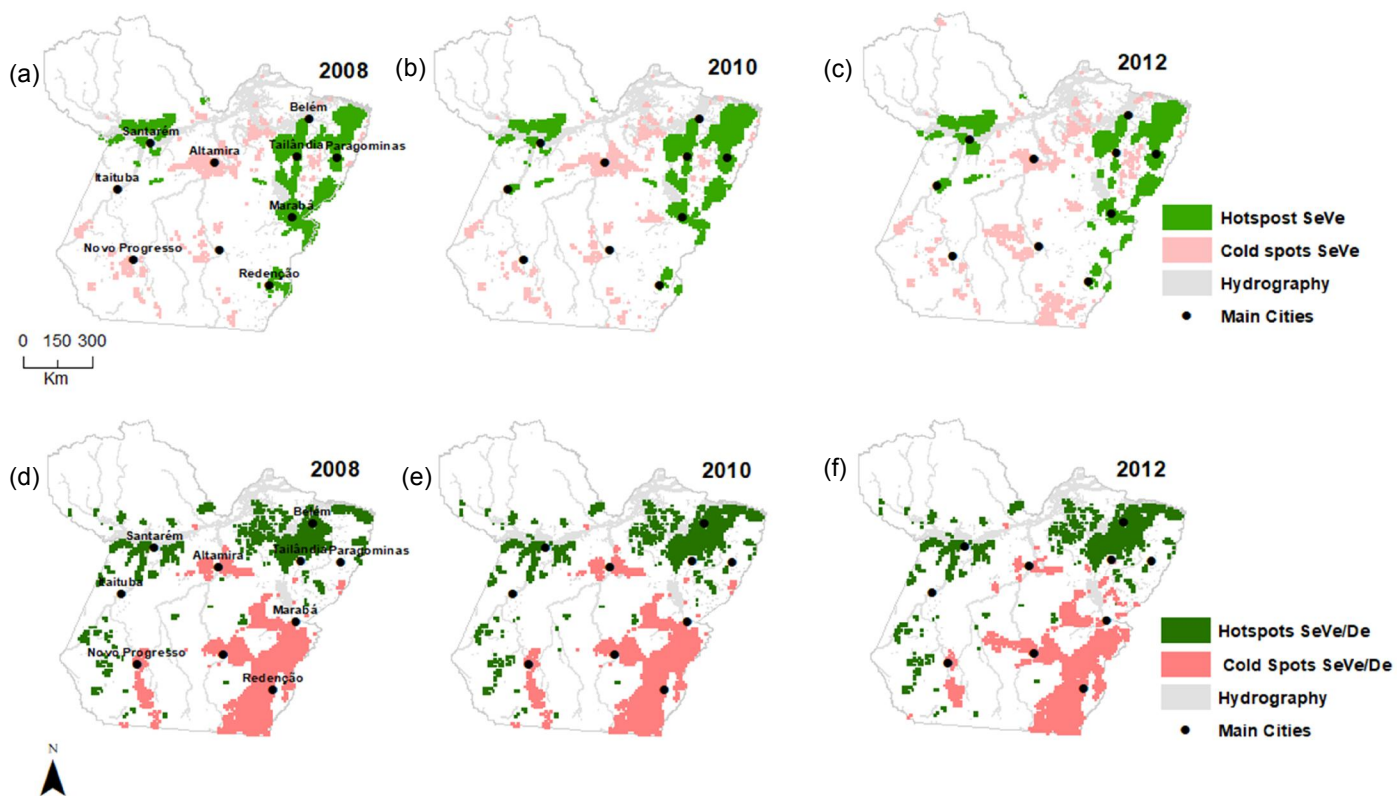 (a)
2008
Belém
Santarém
Altamira
Tailândia
Paragominas
Itaituba
Marabá
Novo Progresso
Redenção
0 150 300
Km
(b)
2010
(c)
2012
Hotspost SeVe
Cold spots SeVe
Hydrography
Main Cities
(d)
2008
Belém
Santarém
Altamira
Tailândia
Paragominas
Itaituba
Marabá
Novo Progresso
Redenção
(e)
2010
(f)
2012
Hotspots SeVe/De
Cold Spots SeVe/De
Hydrography
Main Cities
N